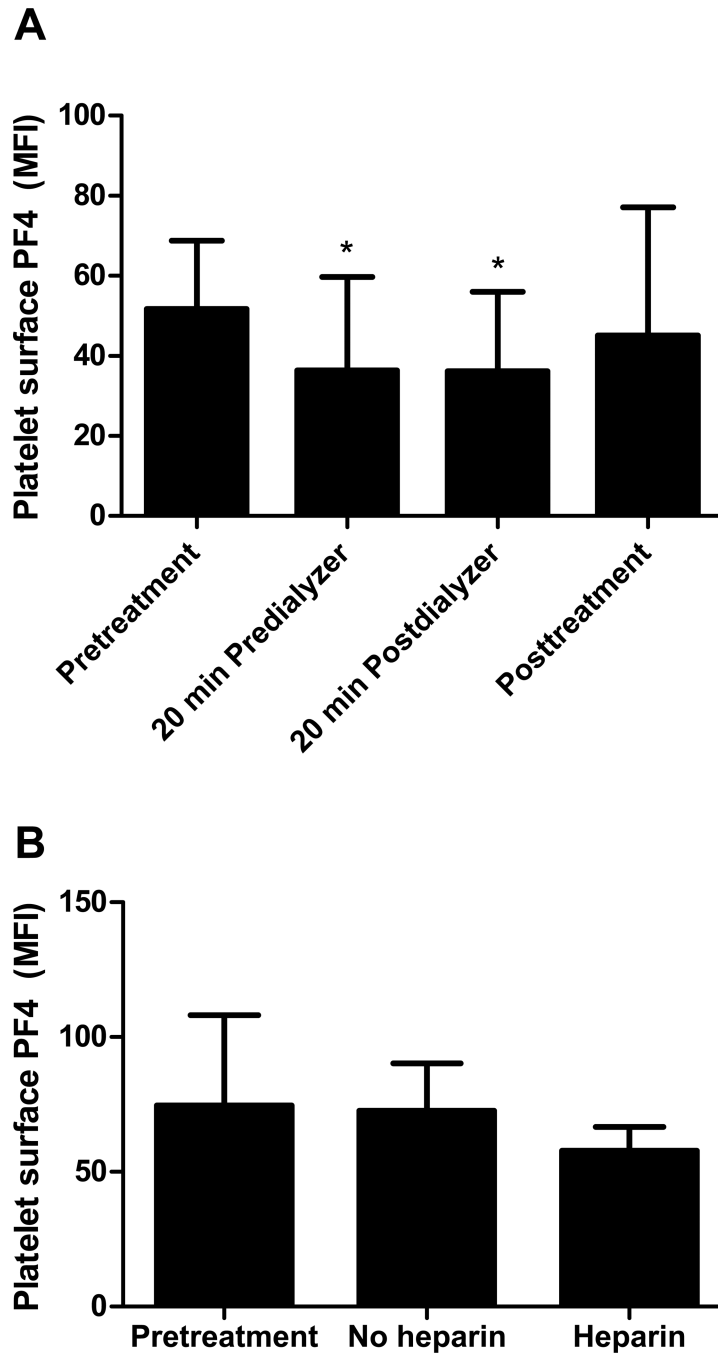 A
Platelet surface PF4 (MFI)
100
80
60
40
20
0
*
*
Pretreatment
20 min Predialyzer
20 min Postdialyzer
Posttreatment
B
Platelet surface PF4 (MFI)
150
100
50
0
Pretreatment
No heparin
Heparin